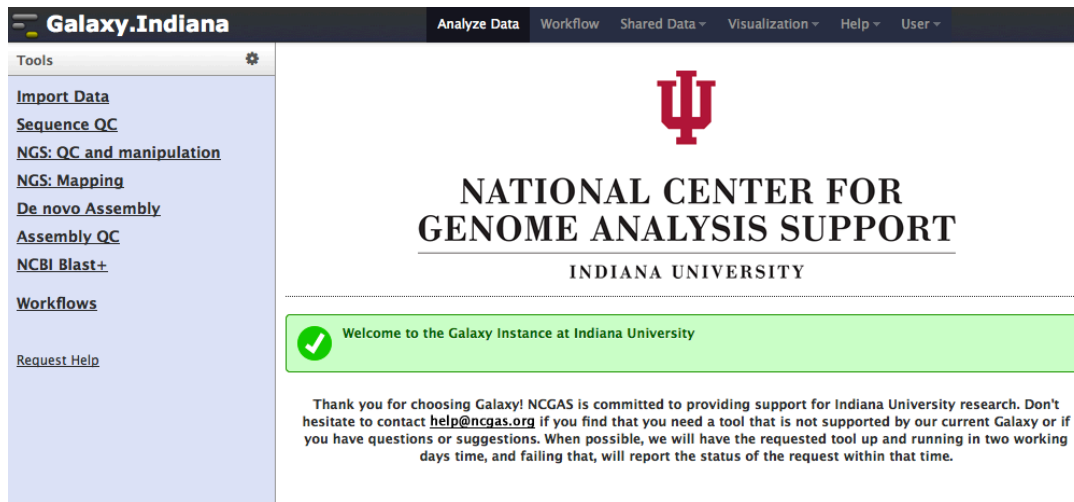 Galaxy.Indiana
Analyze Data Workflow Shared Data Visualization Help User
Tools
Import Data
Sequence QC
NGS: QC and manipulation
NGS: Mapping
De novo Assembly
Assembly QC
NCBI Blast+
Workflows
Request Help
NATIONAL CENTER FOR
GENOME ANALYSIS SUPPORT
INDIANA UNIVERSITY
Welcome to the Galaxy Instance at Indiana University
Thank you for choosing Galaxy! NCGAS is committed to providing support for Indiana University research. Don't
hesitate to contact help@ncgas.org if you find that you need a tool that is not supported by our current Galaxy or if
you have questions or suggestions. When possible, we will have the requested tool up and running in two working
days time, and failing that, will report the status of the request within that time.